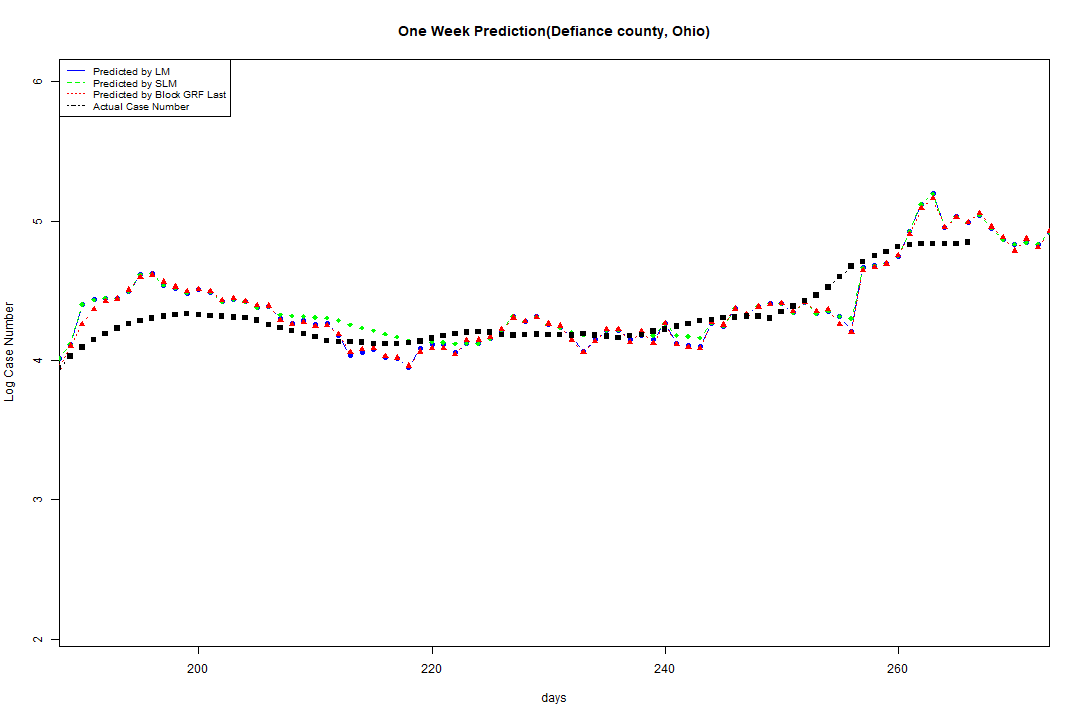 One Week Prediction(Defiance county, Ohio)
Predicted by LM
Predicted by SLM
Predicted by Block GRF Last
Actual Case Number
6
5
4
3
2
Log Case Number
200 220 240 260
days